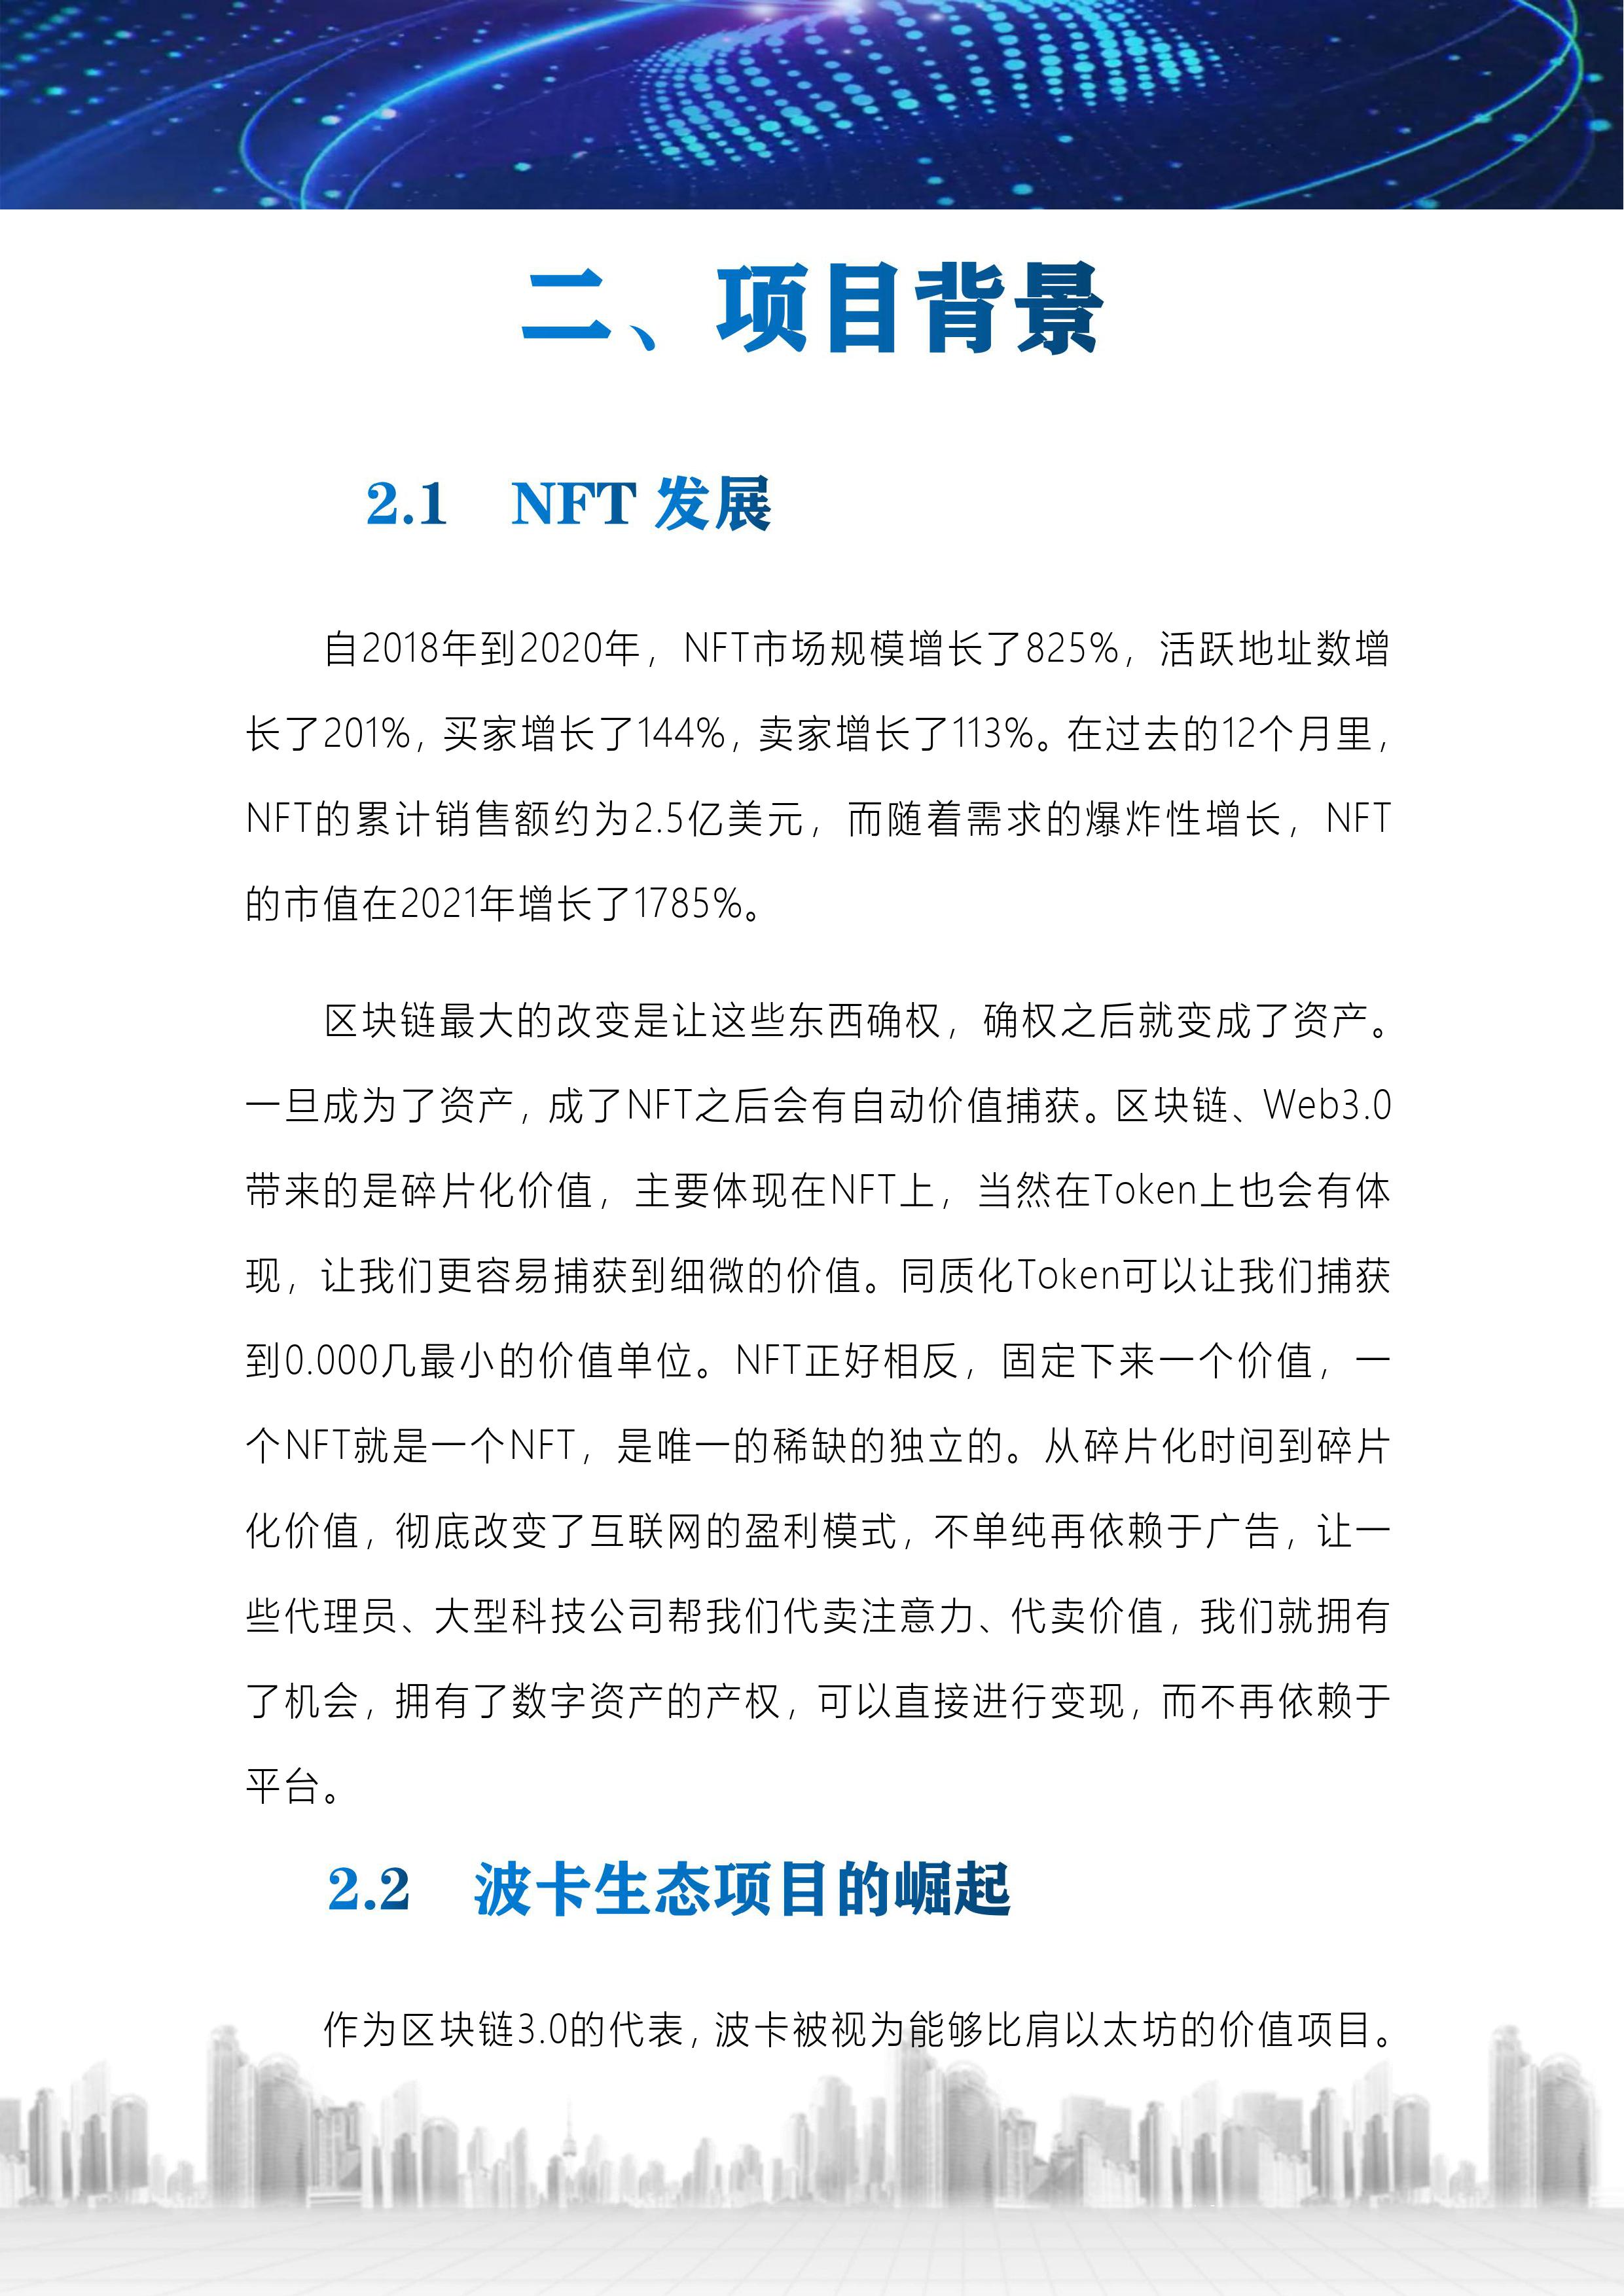 二、项目背景
2.1 NFT 发展
自2018年到2020年，NFT市场规模增长了825%，活跃地址数增
长了201%，买家增长了144%，卖家增长了113%。在过去的12个月里，
NFT的累计销售额约为2.5亿美元，而随着需求的爆炸性增长，NFT
的市值在2021年增长了1785%。
区块链最大的改变是让这些东西确权，确权之后就变成了资产。
一旦成为了资产，成了NFT之后会有自动价值捕获。区块链、Web3.0
带来的是碎片化价值，主要体现在NFT上，当然在Token上也会有体
现，让我们更容易捕获到细微的价值。同质化Token可以让我们捕获
到0.000几最小的价值单位。NFT正好相反，固定下来一个价值，一
个NFT就是一个NFT，是唯一的稀缺的独立的。从碎片化时间到碎片
化价值，彻底改变了互联网的盈利模式，不单纯再依赖于广告，让一
些代理员、大型科技公司帮我们代卖注意力、代卖价值，我们就拥有
了机会，拥有了数字资产的产权，可以直接进行变现，而不再依赖于
平台。
2.2 波卡生态项目的崛起
作为区块链3.0的代表，波卡被视为能够比肩以太坊的价值项目。